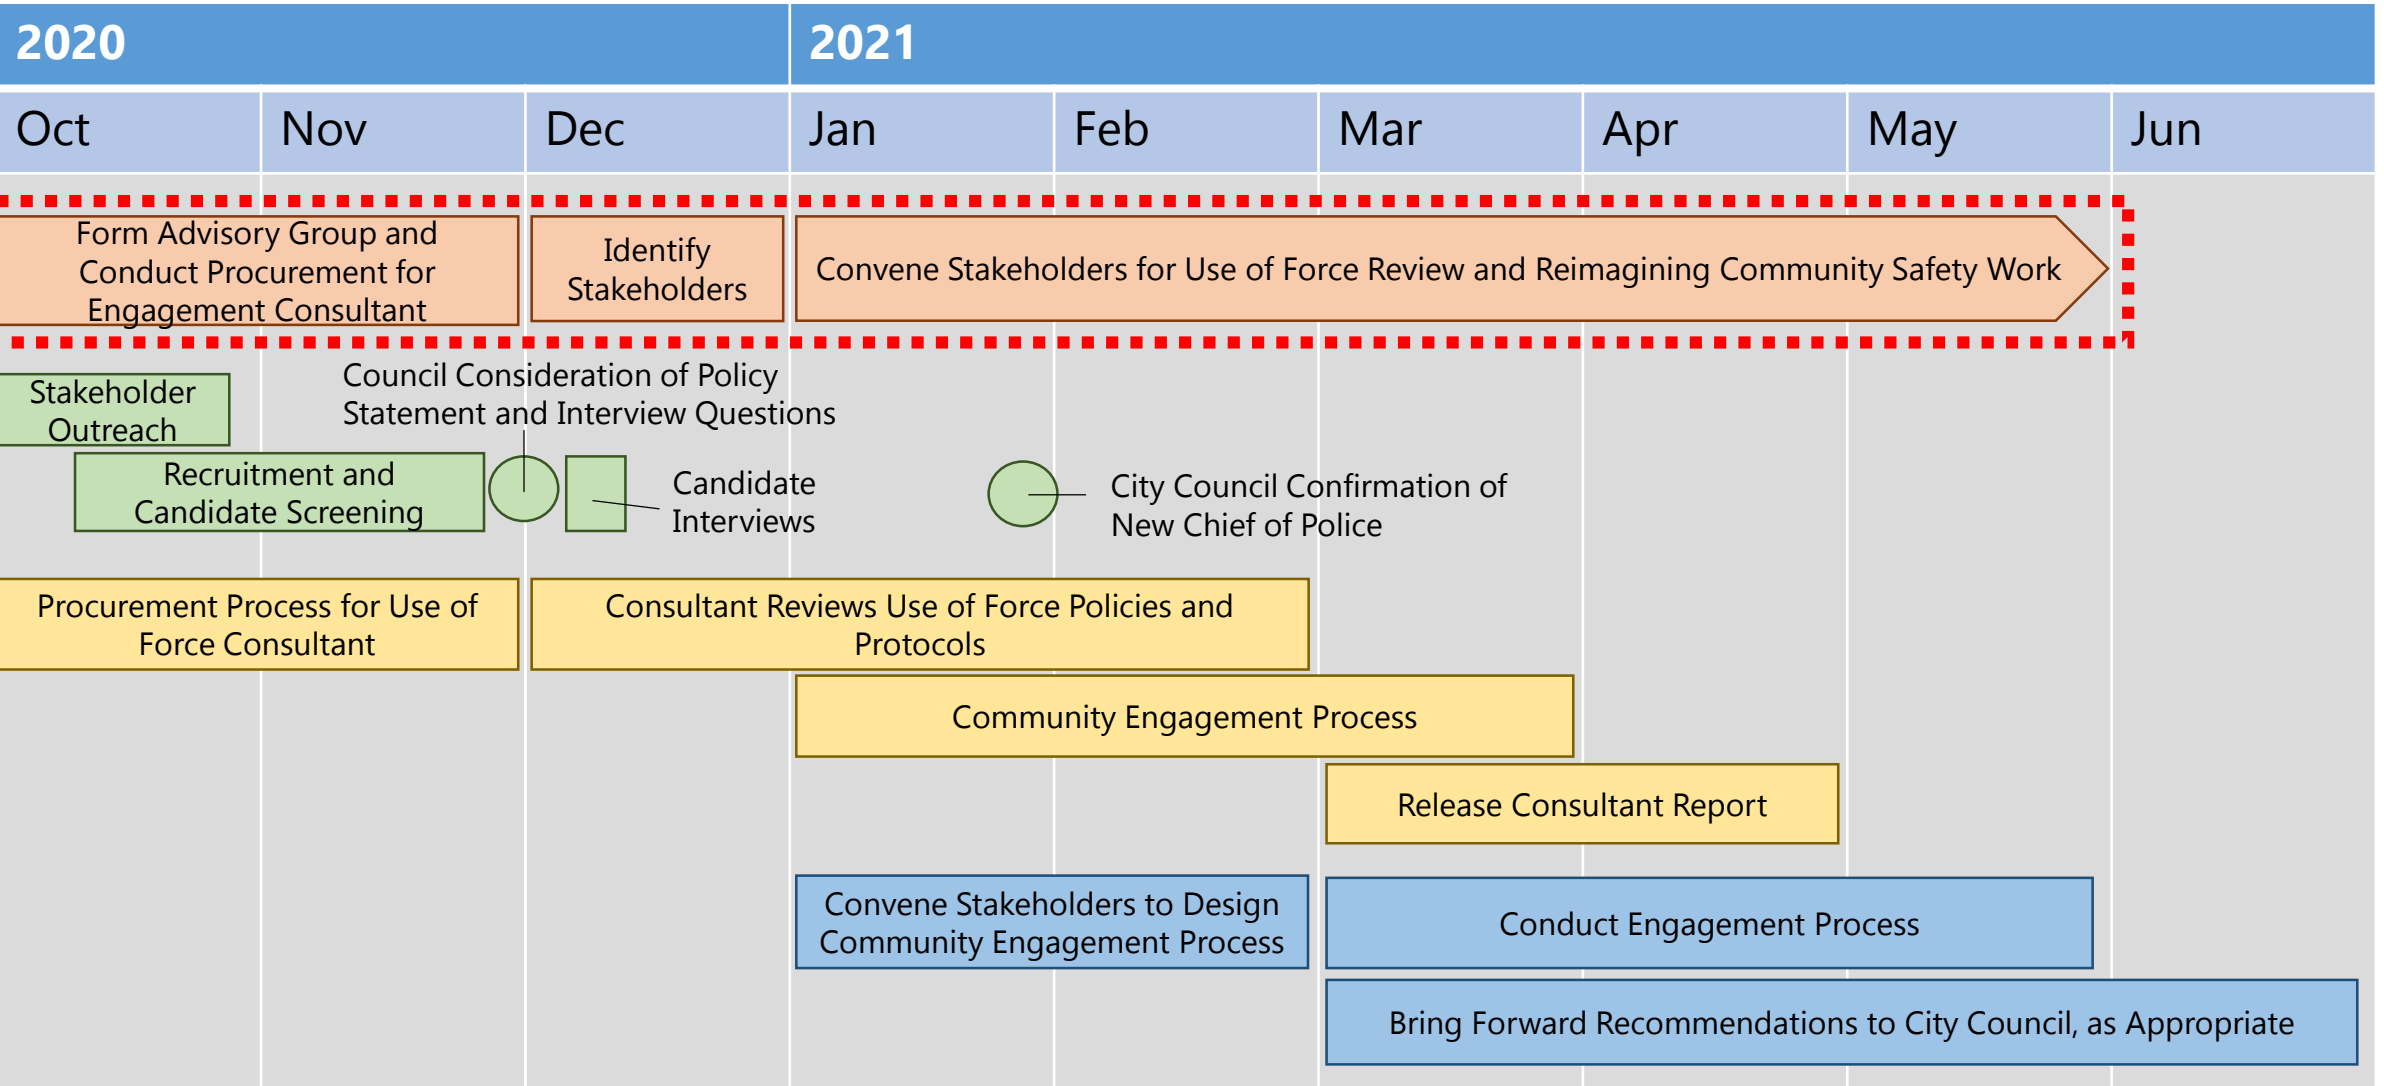 2020
2021
Oct
Nov
Dec
Jan
Feb
Mar
Apr
May
Jun
Form Advisory Group and
Conduct Procurement for
Engagement Consultant
Identify
Stakeholders
Convene Stakeholders for Use of Force Review and Reimagining Community Safety Work
Stakeholder
Outreach
Council Consideration of Policy
Statement and Interview Questions
Recruitment and
Candidate Screening
Candidate
Interviews
City Council Confirmation of
New Chief of Police
Procurement Process for Use of
Force Consultant
Consultant Reviews Use of Force Policies and
Protocols
Community Engagement Process
Release Consultant Report
Convene Stakeholders to Design
Community Engagement Process
Conduct Engagement Process
Bring Forward Recommendations to City Council, as Appropriate